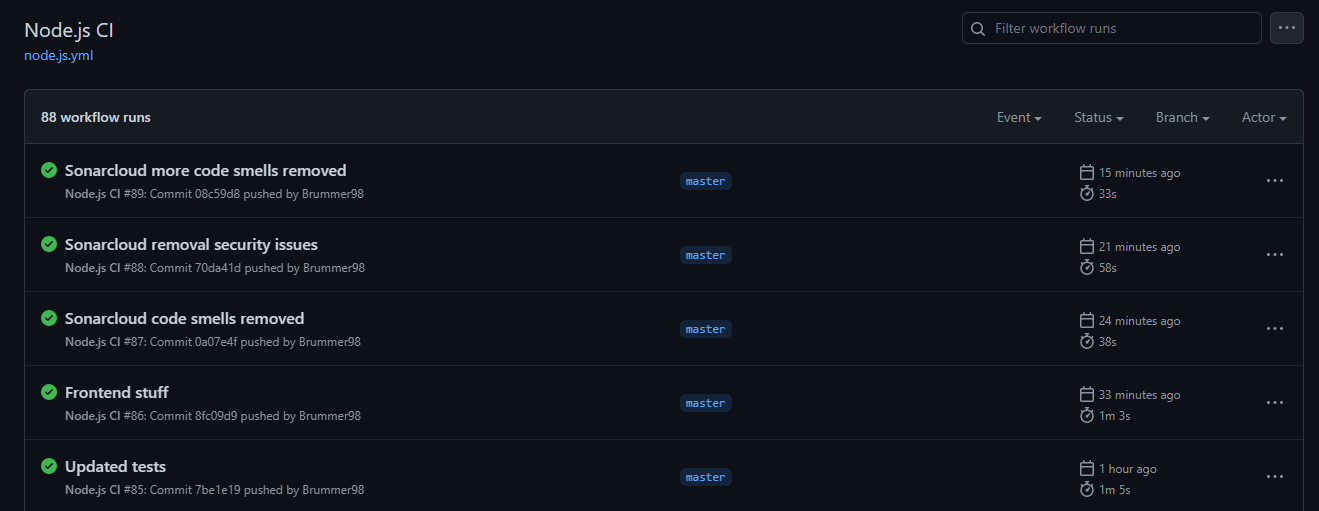 Node.js CI
node.js.yml
Filter workflow runs
88 workflow runs
Event
Status
Branch
Actor
Sonarcloud more code smells removed
Node.js CI #89: Commit 08c59d8 pushed by Brummer98
master
15 minutes ago
33s
Sonarcloud removal security issues
Node.js CI #88: Commit 70da41d pushed by Brummer98
master
21 minutes ago
58s
Sonarcloud code smells removed
Node.js CI #87: Commit 0a07e4f pushed by Brummer98
master
24 minutes ago
38s
Frontend stuff
Node.js CI #86: Commit 8fc09d9 pushed by Brummer98
master
33 minutes ago
1m 3s
Updated tests
Node.js CI #85: Commit 7be1e19 pushed by Brummer98
master
1 hour ago
1m 5s